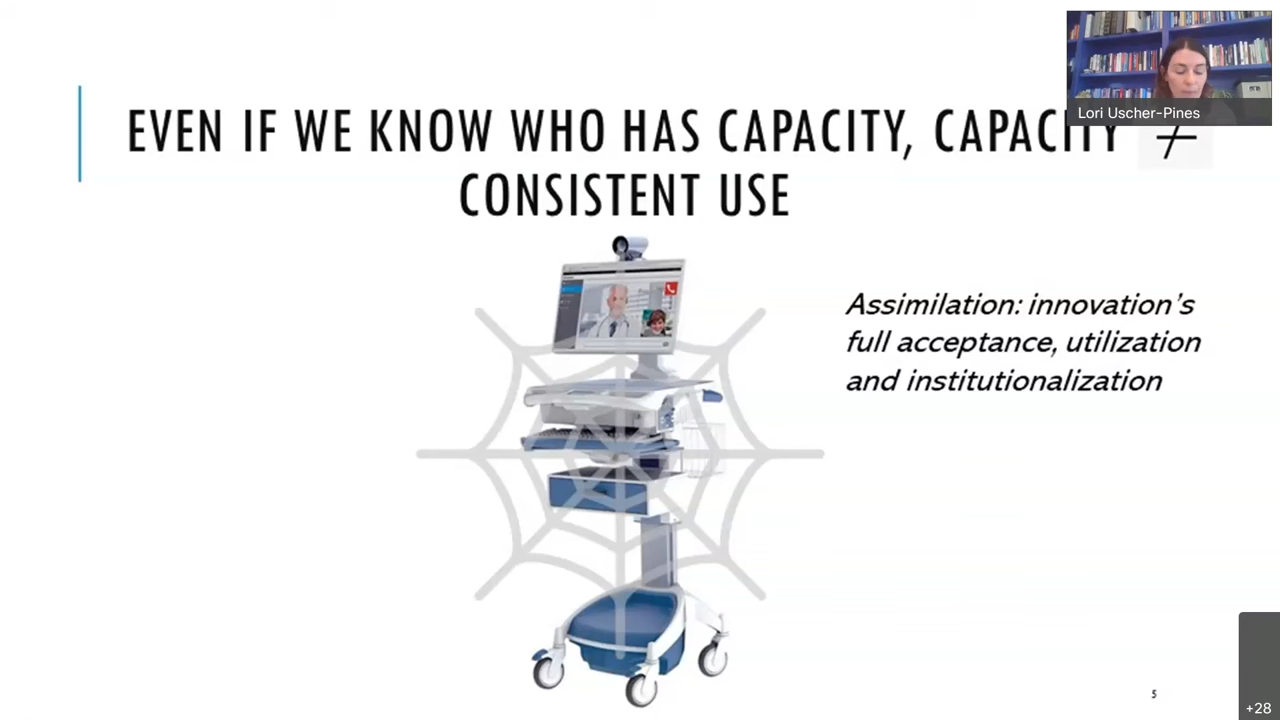 Lori Uscher-Pines
EVEN IF WE KNOW WHO HAS CAPACITY, CAPACITY ≠
CONSISTENT USE
Assimilation: innovation's
full acceptance, utilization
and institutionalization
5
+28